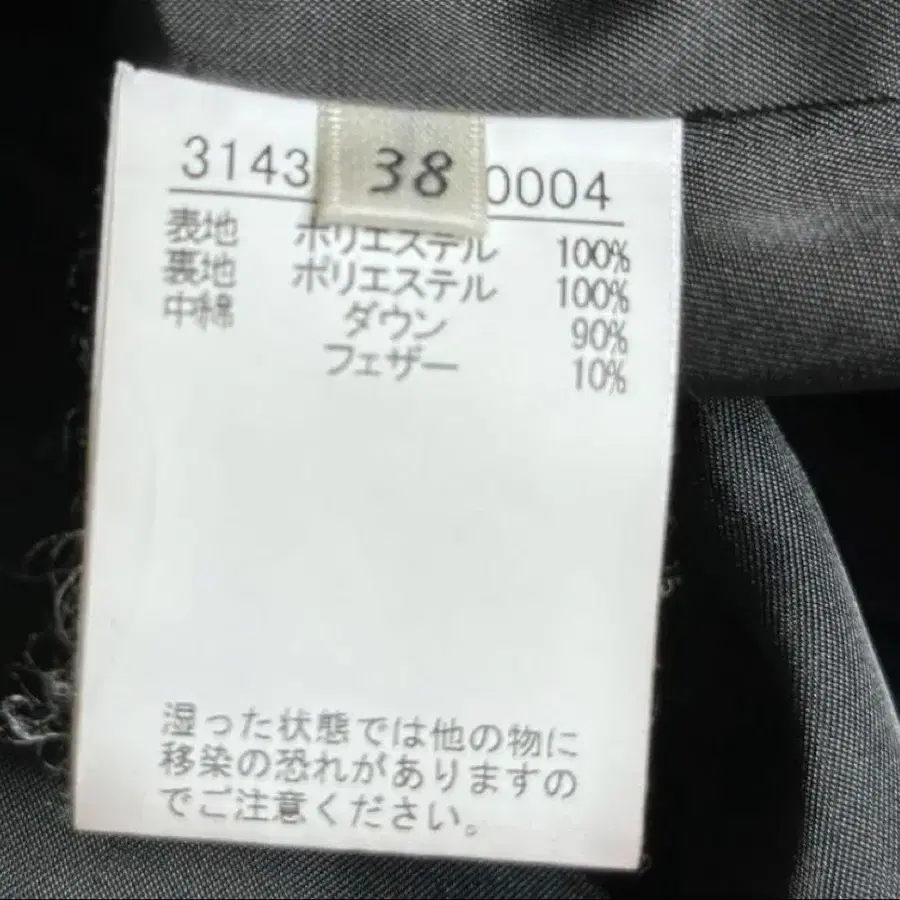 3143 38 0004
表地 ポリエステル 100%
裏地 ポリエステル 100%
中綿 ダウン 90%
フェザー 10%
湿った状態では他の物に
移染の恐れがありますの
でご注意ください。